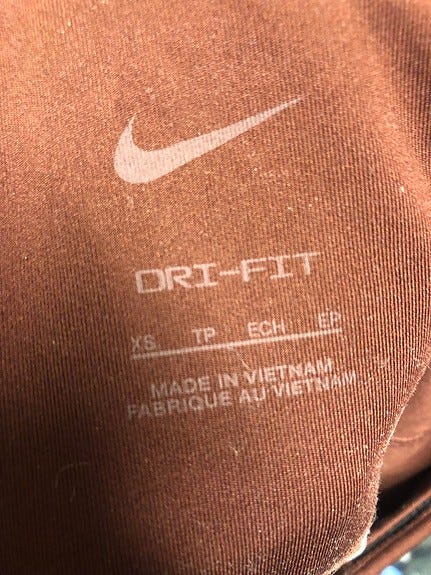 DRI-FIT
XS TP ECH EP
MADE IN VIETNAM
FABRIQUE AU VIETNAM